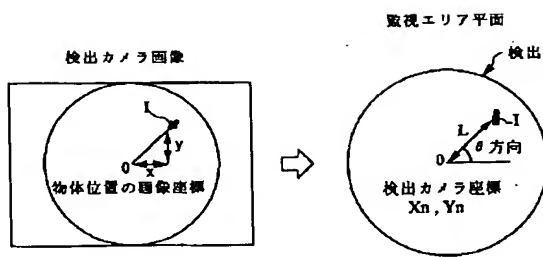 検出カメラ画像
I
y
0
x
物体位置の画像座標
監視エリア平面
検出
L
I
θ 方向
0
検出カメラ座標
Xn , Yn